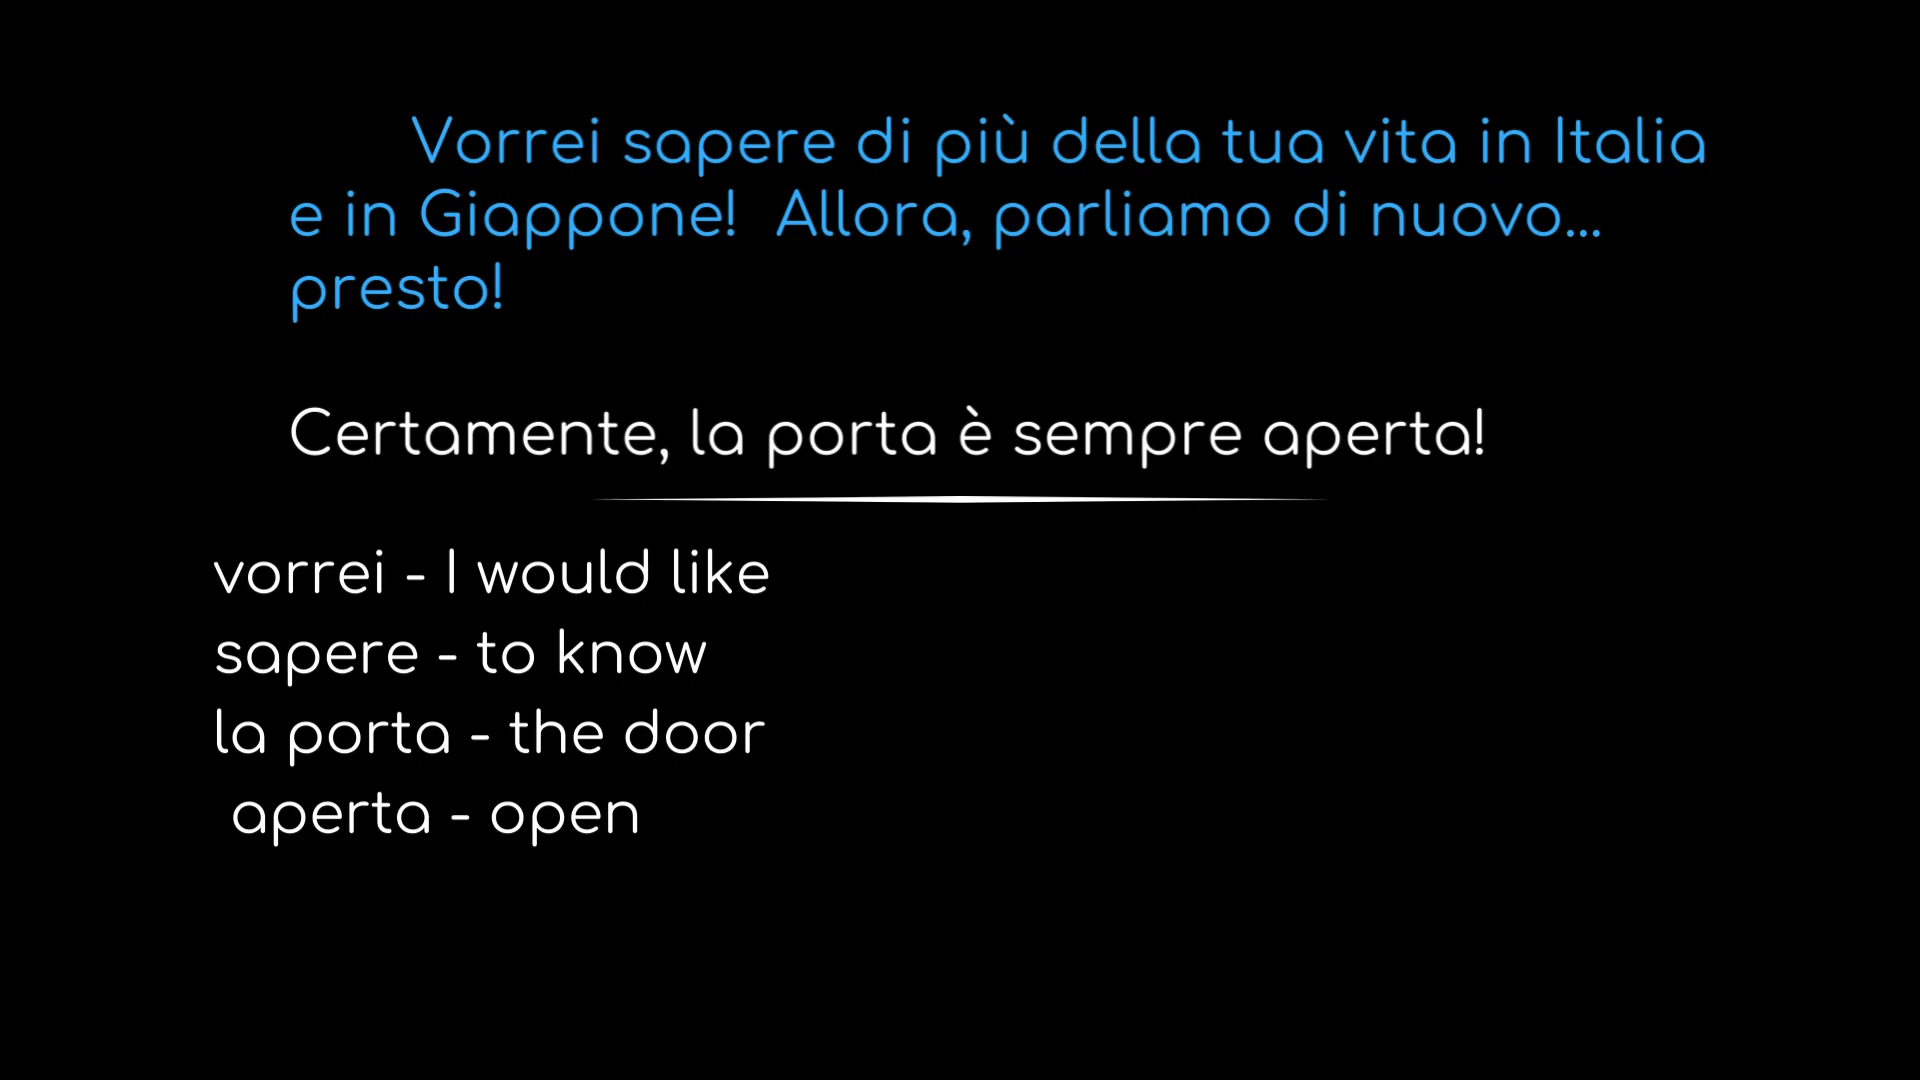 Vorrei sapere di più della tua vita in Italia
e in Giappone!  Allora, parliamo di nuovo...
presto!
Certamente, la porta è sempre aperta!
vorrei - I would like
sapere - to know
la porta - the door
aperta - open